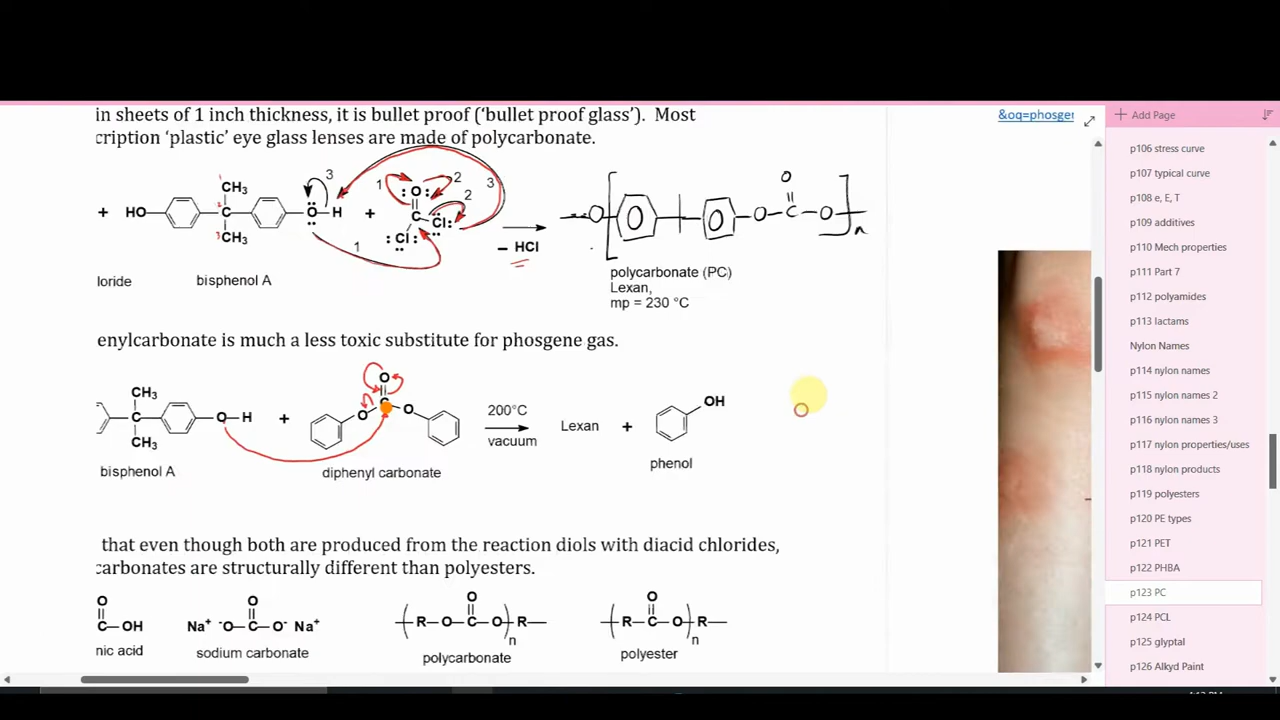 in sheets of 1 inch thickness, it is bullet proof ('bullet proof glass'). Most
cription 'plastic' eye glass lenses are made of polycarbonate.
+ HO CH₃ CH₃ O H + O C Cl Cl
1 2 3 3 1 2 2 3 1
– HCl
O O C O O n
loride
bisphenol A
polycarbonate (PC)
Lexan,
mp = 230 °C
enylcarbonate is much a less toxic substitute for phosgene gas.
CH₃ CH₃ O–H + O O C O
200°C
vacuum
Lexan + OH
bisphenol A
diphenyl carbonate
phenol
that even though both are produced from the reaction diols with diacid chlorides,
carbonates are structurally different than polyesters.
O C–OH
Na⁺ ⁻O–C–O⁻ Na⁺ O
(R–O–C–O)n R– O
(R–C–O)n R– O
nic acid
sodium carbonate
polycarbonate
polyester
&oq=phosger
Add Page
p106 stress curve
p107 typical curve
p108 e, E, T
p109 additives
p110 Mech properties
p111 Part 7
p112 polyamides
p113 lactams
Nylon Names
p114 nylon names
p115 nylon names 2
p116 nylon names 3
p117 nylon properties/uses
p118 nylon products
p119 polyesters
p120 PE types
p121 PET
p122 PHBA
p123 PC
p124 PCL
p125 glyptal
p126 Alkyd Paint